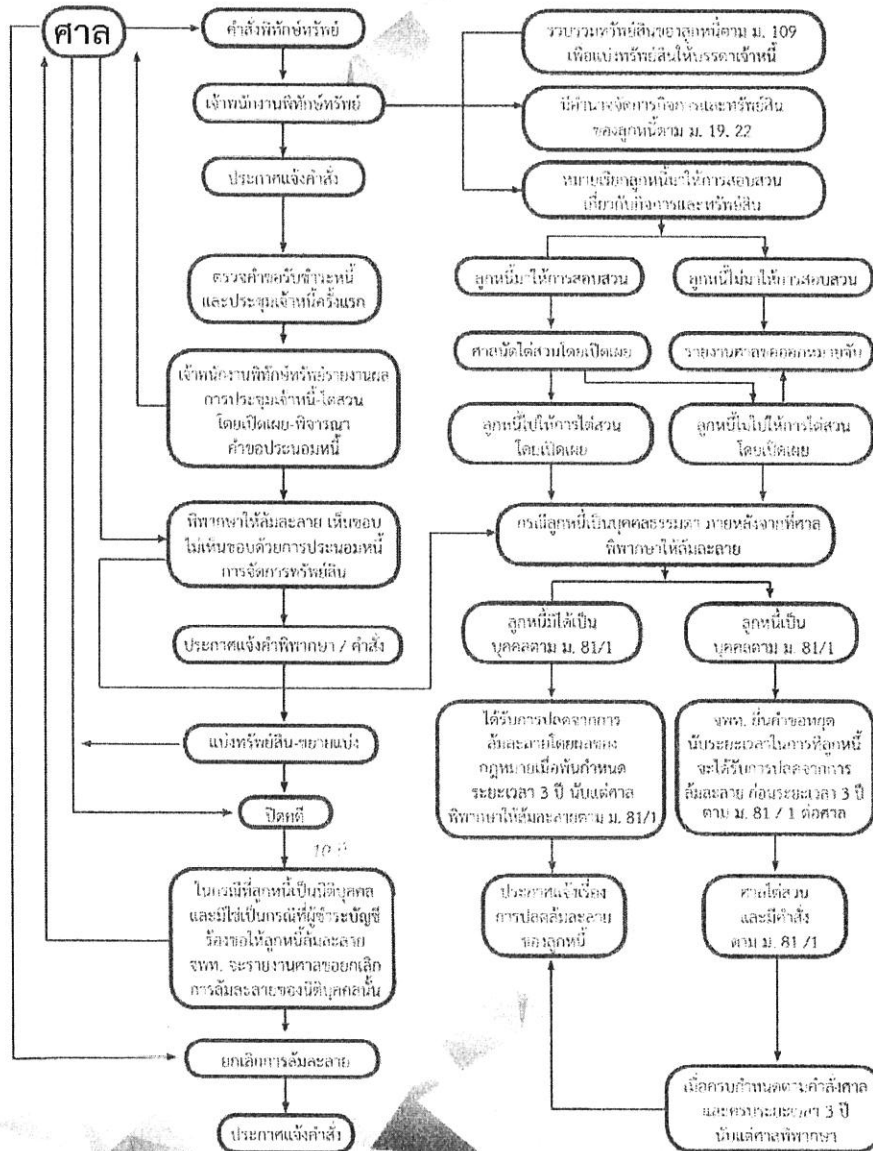 ศาล
คำสั่งพิทักษ์ทรัพย์
เจ้าพนักงานพิทักษ์ทรัพย์
ประกาศแจ้งคำสั่ง
ตรวจคำขอรับชำระหนี้
และประชุมเจ้าหนี้ครั้งแรก
เจ้าพนักงานพิทักษ์ทรัพย์รายงานผล
การประชุมเจ้าหนี้-ไต่สวน
โดยเปิดเผย-พิจารณา
คำขอประนอมหนี้
พิพากษาให้ล้มละลาย เห็นชอบ
ไม่เห็นชอบด้วยการประนอมหนี้
การจัดการทรัพย์สิน
ประกาศแจ้งคำพิพากษา / คำสั่ง
แบ่งทรัพย์สิน-ขยายแบ่ง
ปิดคดี
ในกรณีที่ลูกหนี้เป็นนิติบุคคล
และมิใช่เป็นกรณีที่ผู้ชำระบัญชี
ร้องขอให้ลูกหนี้ล้มละลาย
จพท. จะรายงานศาลขอยกเลิก
การล้มละลายของนิติบุคคลนั้น
ยกเลิกการล้มละลาย
ประกาศแจ้งคำสั่ง
รวบรวมทรัพย์สินของลูกหนี้ตาม ม. 109
เพื่อแบ่งทรัพย์สินให้บรรดาเจ้าหนี้
มีอำนาจจัดการกิจการและทรัพย์สิน
ของลูกหนี้ตาม ม. 19. 22
หมายเรียกลูกหนี้มาให้การสอบสวน
เกี่ยวกับกิจการและทรัพย์สิน
ลูกหนี้มาให้การสอบสวน
ลูกหนี้ไม่มาให้การสอบสวน
ศาลนัดไต่สวนโดยเปิดเผย
รายงานศาลขอออกหมายจับ
ลูกหนี้ไปให้การไต่สวน
โดยเปิดเผย
ลูกหนี้ไม่ไปให้การไต่สวน
โดยเปิดเผย
กรณีลูกหนี้เป็นบุคคลธรรมดา ภายหลังจากที่ศาล
พิพากษาให้ล้มละลาย
ลูกหนี้มิได้เป็น
บุคคลตาม ม. 81/1
ลูกหนี้เป็น
บุคคลตาม ม. 81/1
ได้รับการปลดจากการ
ล้มละลายโดยผลของ
กฎหมายเมื่อพ้นกำหนด
ระยะเวลา 3 ปี นับแต่ศาล
พิพากษาให้ล้มละลายตาม ม. 81/1
จพท. ยื่นคำขอหยุด
นับระยะเวลาในการที่ลูกหนี้
จะได้รับการปลดจากการ
ล้มละลาย ก่อนระยะเวลา 3 ปี
ตาม ม. 81 / 1 ต่อศาล
ประกาศแจ้งเรื่อง
การปลดล้มละลาย
ของลูกหนี้
ศาลไต่สวน
และมีคำสั่ง
ตาม ม. 81 /1
เมื่อครบกำหนดตามคำสั่งศาล
และครบระยะเวลา 3 ปี
นับแต่ศาลพิพากษา